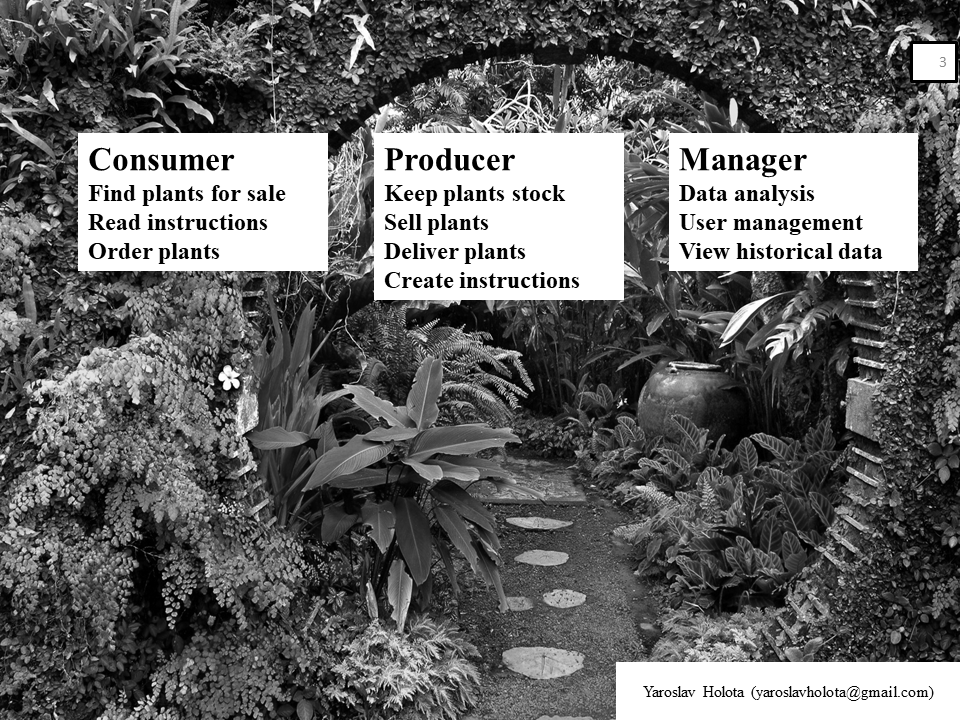 3
Consumer
Find plants for sale
Read instructions
Order plants
Producer
Keep plants stock
Sell plants
Deliver plants
Create instructions
Manager
Data analysis
User management
View historical data
Yaroslav Holota (yaroslavholota@gmail.com)